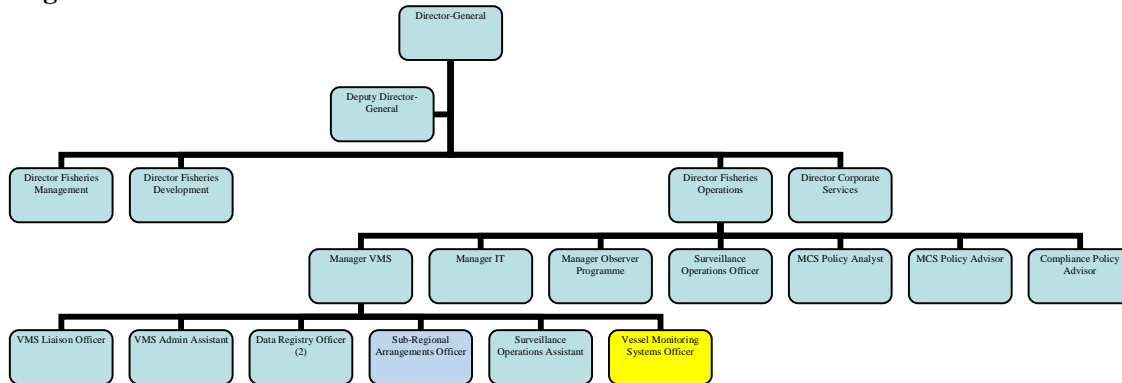 Director-General
Deputy Director-
General
Director Fisheries
Management
Director Fisheries
Development
Director Fisheries
Operations
Director Corporate
Services
Manager VMS
Manager IT
Manager Observer
Programme
Surveillance
Operations Officer
MCS Policy Analyst
MCS Policy Advisor
Compliance Policy
Advisor
VMS Liaison Officer
VMS Admin Assistant
Data Registry Officer
(2)
Sub-Regional
Arrangements Officer
Surveillance
Operations Assistant
Vessel Monitoring
Systems Officer